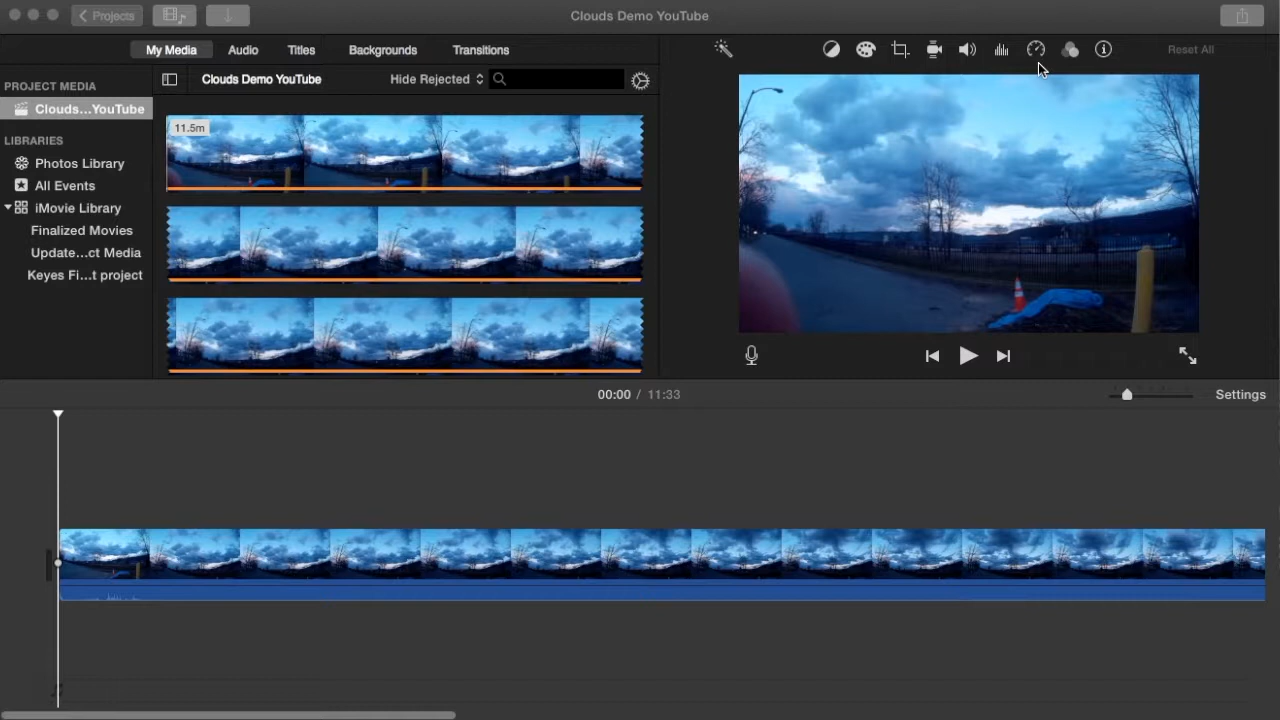 Projects
Clouds Demo YouTube
My Media
Audio
Titles
Backgrounds
Transitions
Reset All
PROJECT MEDIA
Clouds...YouTube
LIBRARIES
Photos Library
All Events
iMovie Library
Finalized Movies
Update...ct Media
Keyes Fi...t project
Clouds Demo YouTube
Hide Rejected
11.5m
00:00 / 11:33
Settings